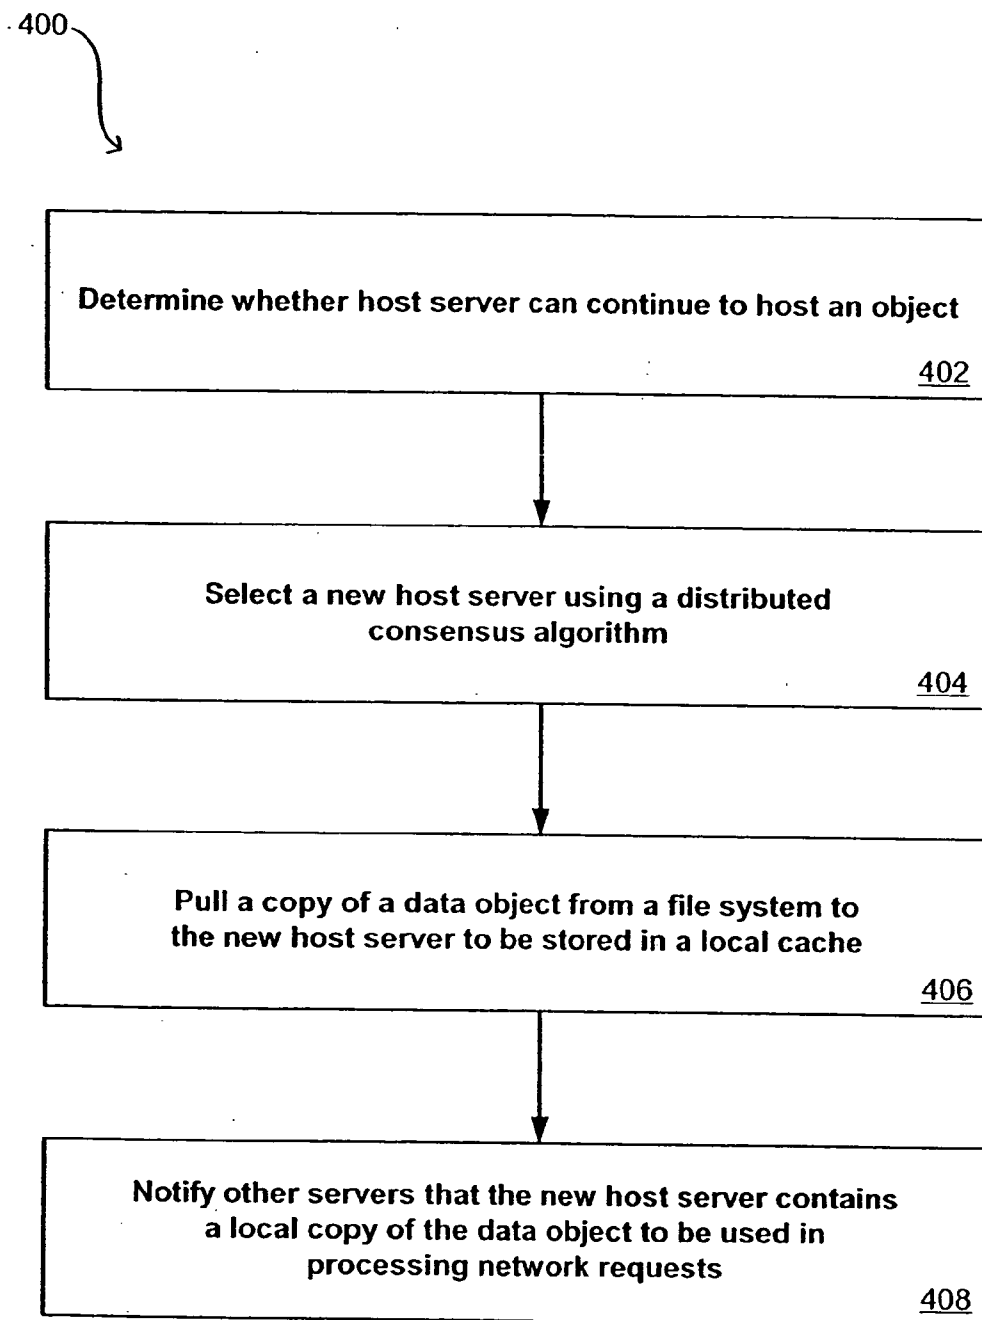 400
Determine whether host server can continue to host an object
402
Select a new host server using a distributed
consensus algorithm
404
Pull a copy of a data object from a file system to
the new host server to be stored in a local cache
406
Notify other servers that the new host server contains
a local copy of the data object to be used in
processing network requests
408